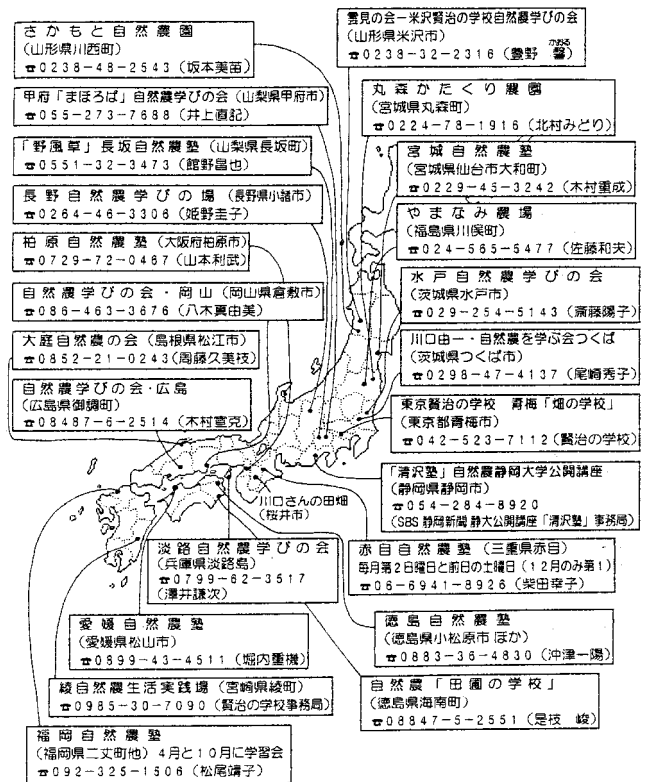 さかもと自然農園
(山形県川西町)
☎0238-48-2543 (坂本美苗)
甲府「まほろば」自然農学びの会 (山梨県甲府市)
☎055-273-7688 (井上直記)
「野風草」長坂自然農塾 (山梨県長坂町)
☎0551-32-3473 (館野昌也)
長野自然農学びの場 (長野県小諸市)
☎0264-46-3306 (姫野圭子)
柏原自然農塾 (大阪府柏原市)
☎0729-72-0467 (山本利武)
自然農学びの会・岡山 (岡山県倉敷市)
☎086-463-3676 (八木真由美)
大庭自然農の会 (島根県松江市)
☎0852-21-0243 (周藤久美枝)
自然農学びの会・広島
(広島県御調町)
☎08487-6-2514 (木村宣克)
雲見の会ー米沢賢治の学校自然農学びの会
(山形県米沢市)
かおる
☎0238-32-2316 (豊野 馨)
丸森かたくり農園
(宮城県丸森町)
☎0224-78-1916 (北村みどり)
宮城自然農塾
(宮城県仙台市大和町)
☎0229-45-3242 (木村重成)
やまなみ農場
(福島県川俣町)
☎024-565-5477 (佐藤和夫)
水戸自然農学びの会
(茨城県水戸市)
☎029-254-5143 (斎藤陽子)
川口由一・自然農を学ぶ会つくば
(茨城県つくば市)
☎0298-47-4137 (尾崎秀子)
東京賢治の学校 青梅「畑の学校」
(東京都青梅市)
☎042-523-7112 (賢治の学校)
「清沢塾」自然農静岡大学公開講座
(静岡県静岡市)
☎054-284-8920
(SBS静岡新聞 静大公開講座「清沢塾」事務局)
川口さんの田畑
(桜井市)
淡路自然農学びの会
(兵庫県淡路島)
☎0799-62-3517
(澤井謙次)
赤目自然農塾 (三重県赤目)
毎月第2日曜日と前日の土曜日 (12月のみ第1)
☎06-6941-8926 (柴田幸子)
愛媛自然農塾
(愛媛県松山市)
☎0899-43-4511 (堀内重機)
徳島自然農塾
(徳島県小松原市 ほか)
☎0883-36-4830 (沖津一陽)
綾自然農生活実践場 (宮崎県綾町)
☎0985-30-7090 (賢治の学校事務局)
自然農「田圃の学校」
(徳島県海南町)
☎08847-5-2551 (是枝 峻)
福岡自然農塾
(福岡県二丈町他) 4月と10月に学習会
☎092-325-1506 (松尾靖子)